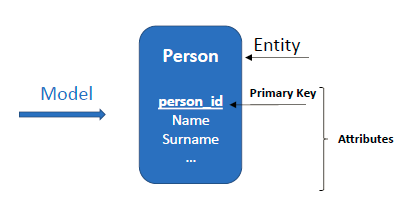 Person
Entity
Model
person_id
Primary Key
Name
Surname
...
Attributes